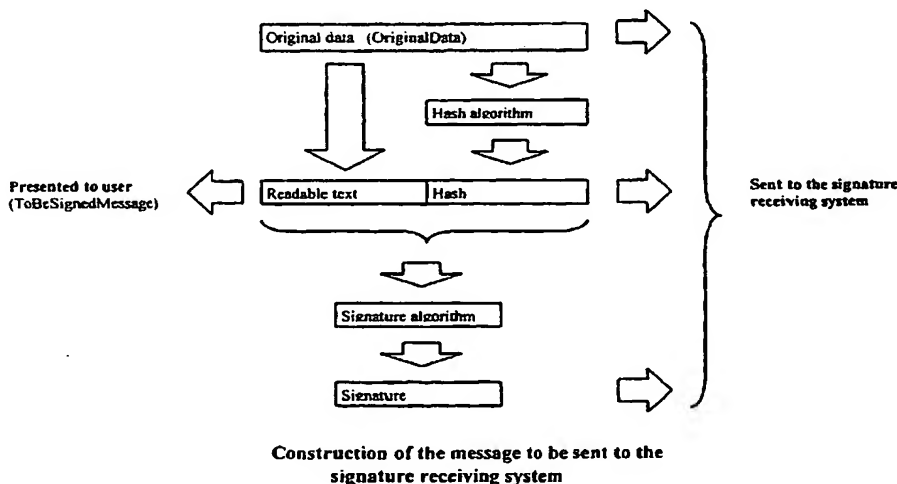 Original data (OriginalData)
Hash algorithm
Presented to user
(ToBeSignedMessage)
Readable text
Hash
Sent to the signature
receiving system
Signature algorithm
Signature
Construction of the message to be sent to the
signature receiving system